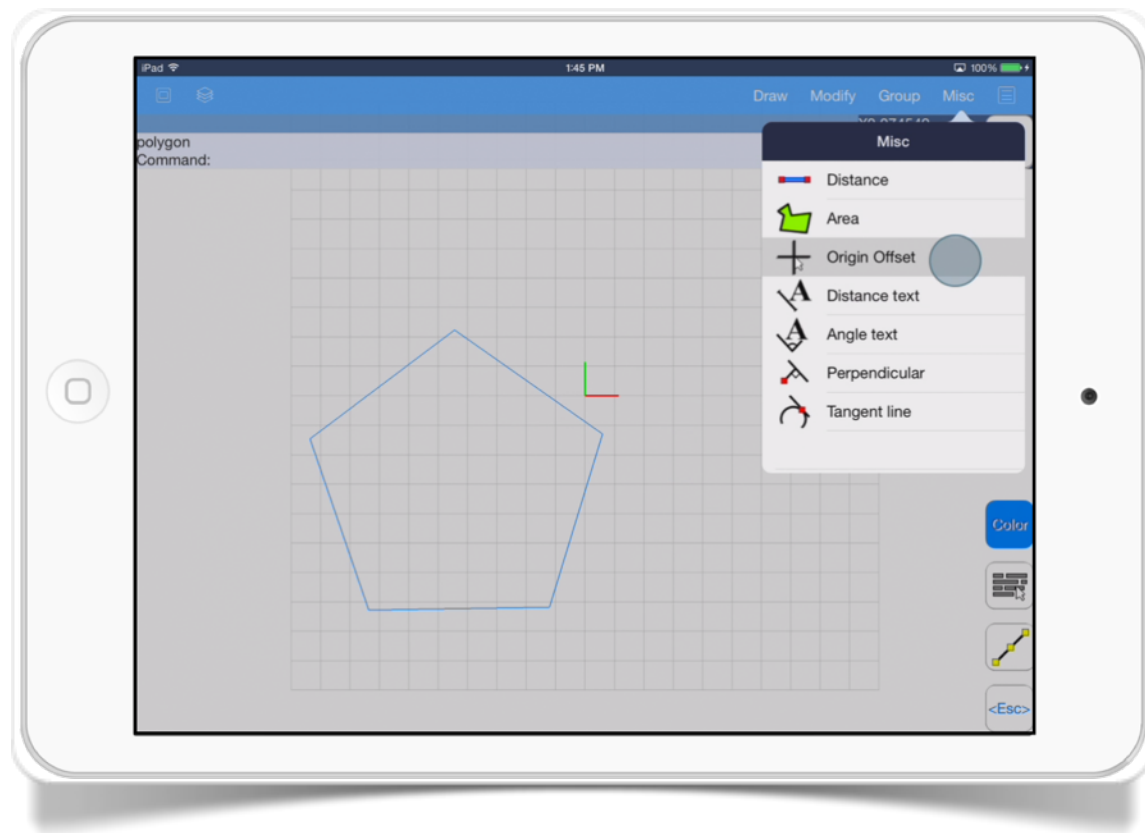 iPad
1:45 PM
100%
Draw Modify Group Misc
polygon
Command:
Misc
Distance
Area
Origin Offset
Distance text
Angle text
Perpendicular
Tangent line
Color
<Esc>